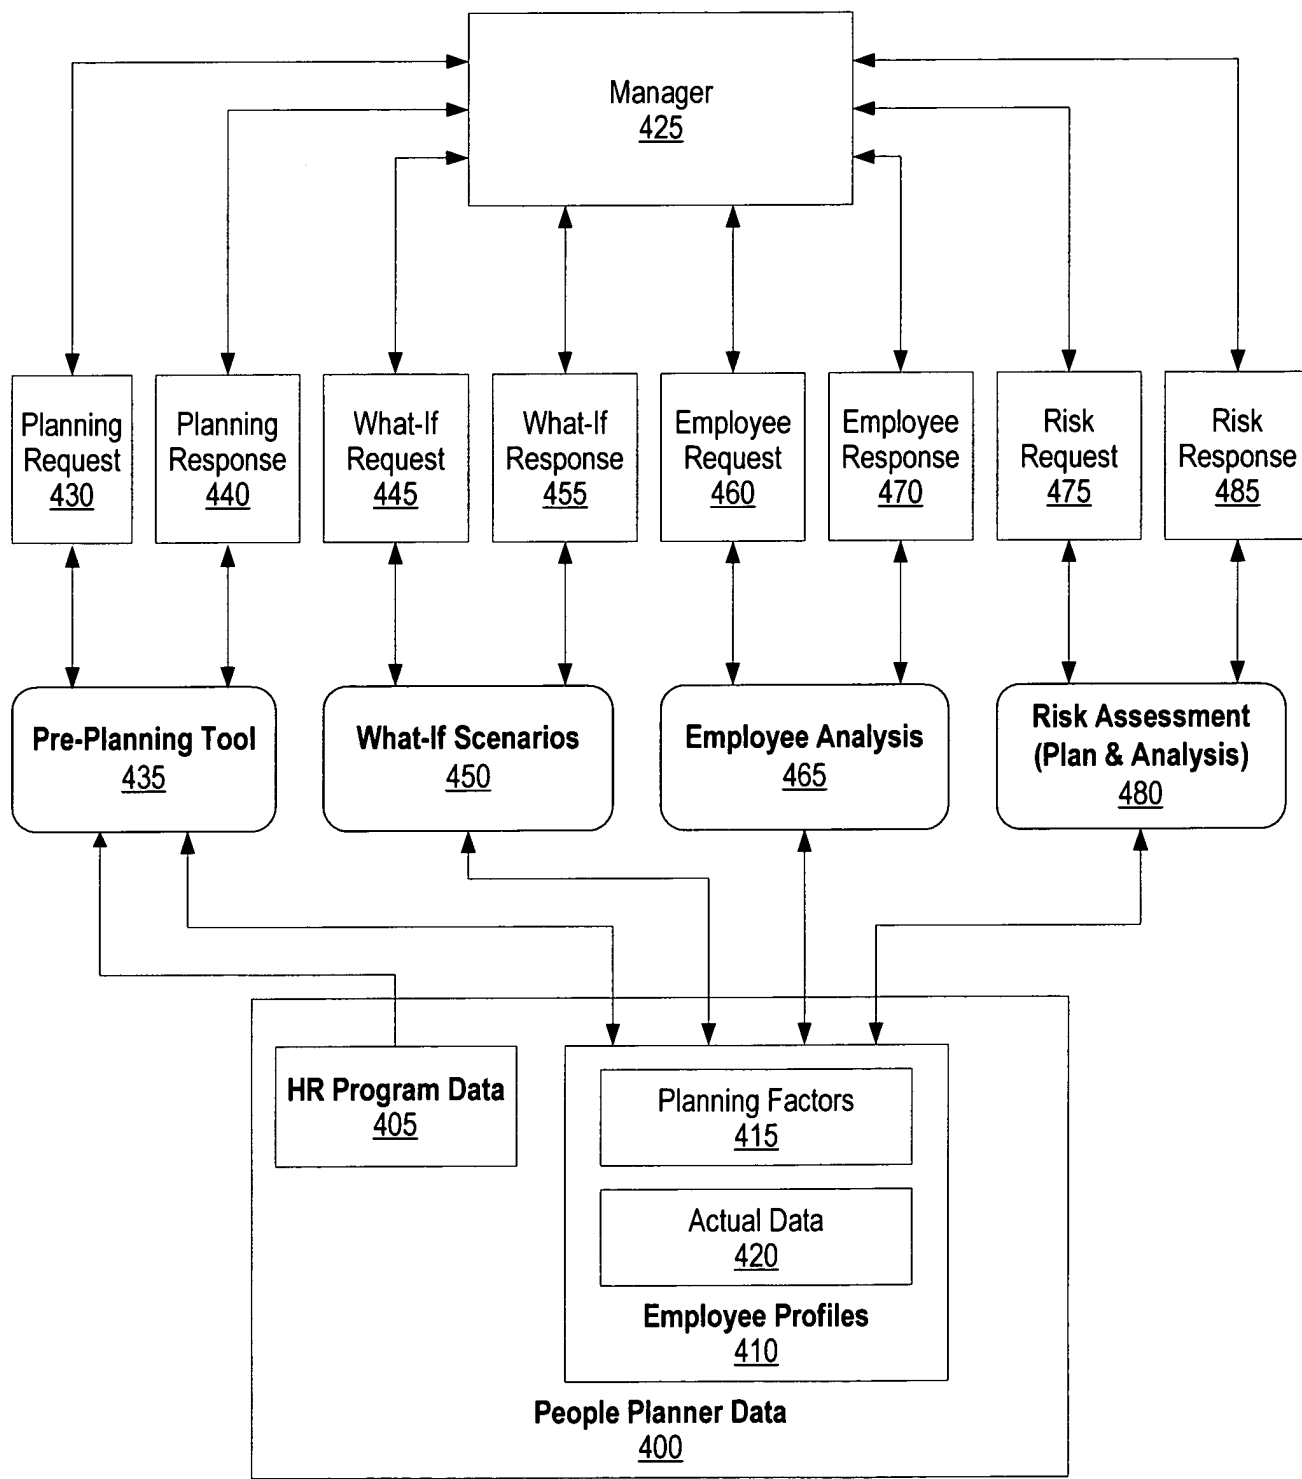 Manager
425
Planning
Request
430
Planning
Response
440
What-If
Request
445
What-If
Response
455
Employee
Request
460
Employee
Response
470
Risk
Request
475
Risk
Response
485
Pre-Planning Tool
435
What-If Scenarios
450
Employee Analysis
465
Risk Assessment
(Plan & Analysis)
480
HR Program Data
405
Planning Factors
415
Actual Data
420
Employee Profiles
410
People Planner Data
400